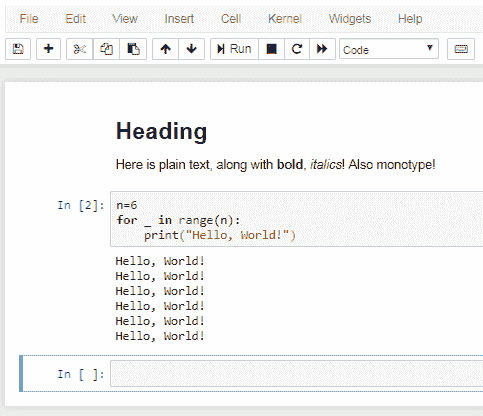 File Edit View Insert Cell Kernel Widgets Help
Run Code
Heading
Here is plain text, along with bold, italics! Also monotype!
In [2]: n=6
for _ in range(n):
    print("Hello, World!")
Hello, World!
Hello, World!
Hello, World!
Hello, World!
Hello, World!
Hello, World!
In [ ]: